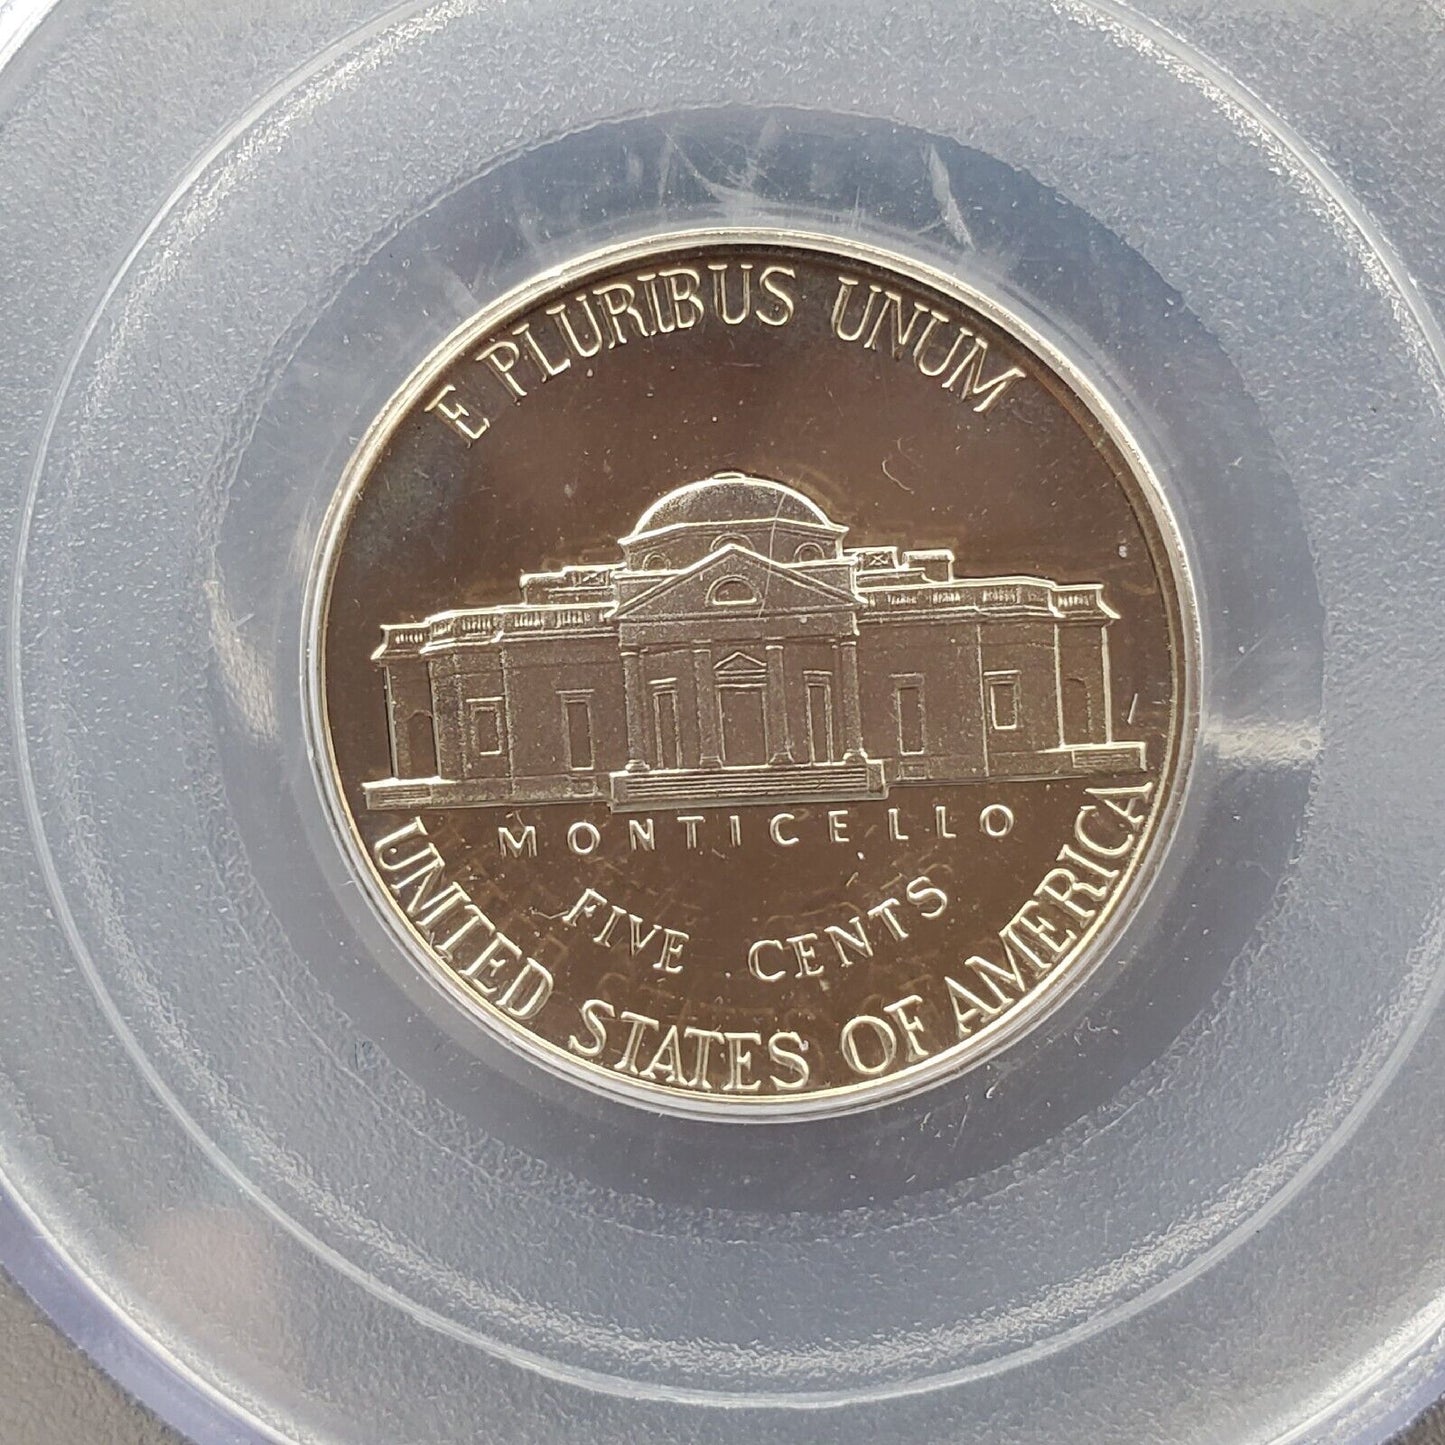 E PLURIBUS UNUM
MONTICELLO
FIVE CENTS
UNITED STATES OF AMERICA